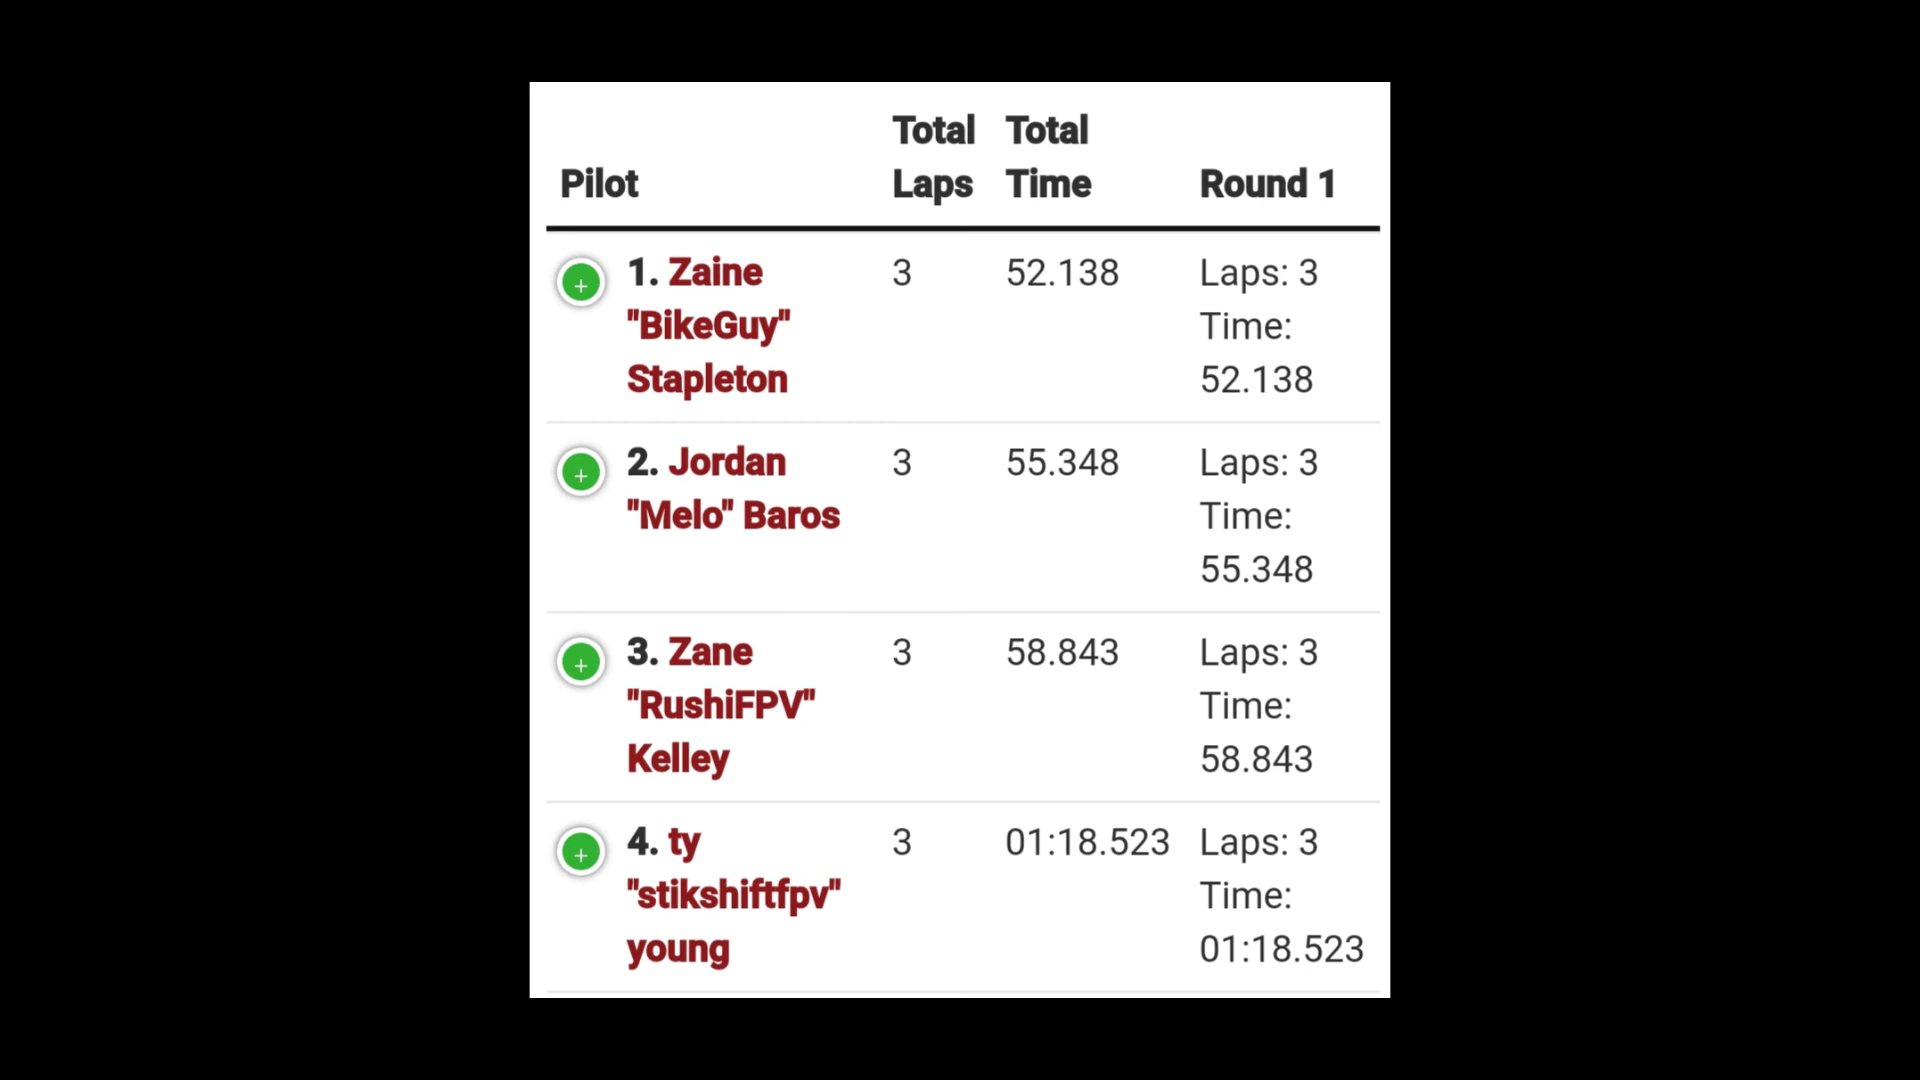 Pilot Total Laps Total Time Round 1
1. Zaine 3 52.138 Laps: 3
"BikeGuy" Time:
Stapleton 52.138
2. Jordan 3 55.348 Laps: 3
"Melo" Baros Time:
55.348
3. Zane 3 58.843 Laps: 3
"RushiFPV" Time:
Kelley 58.843
4. ty 3 01:18.523 Laps: 3
"stikshiftfpv" Time:
young 01:18.523